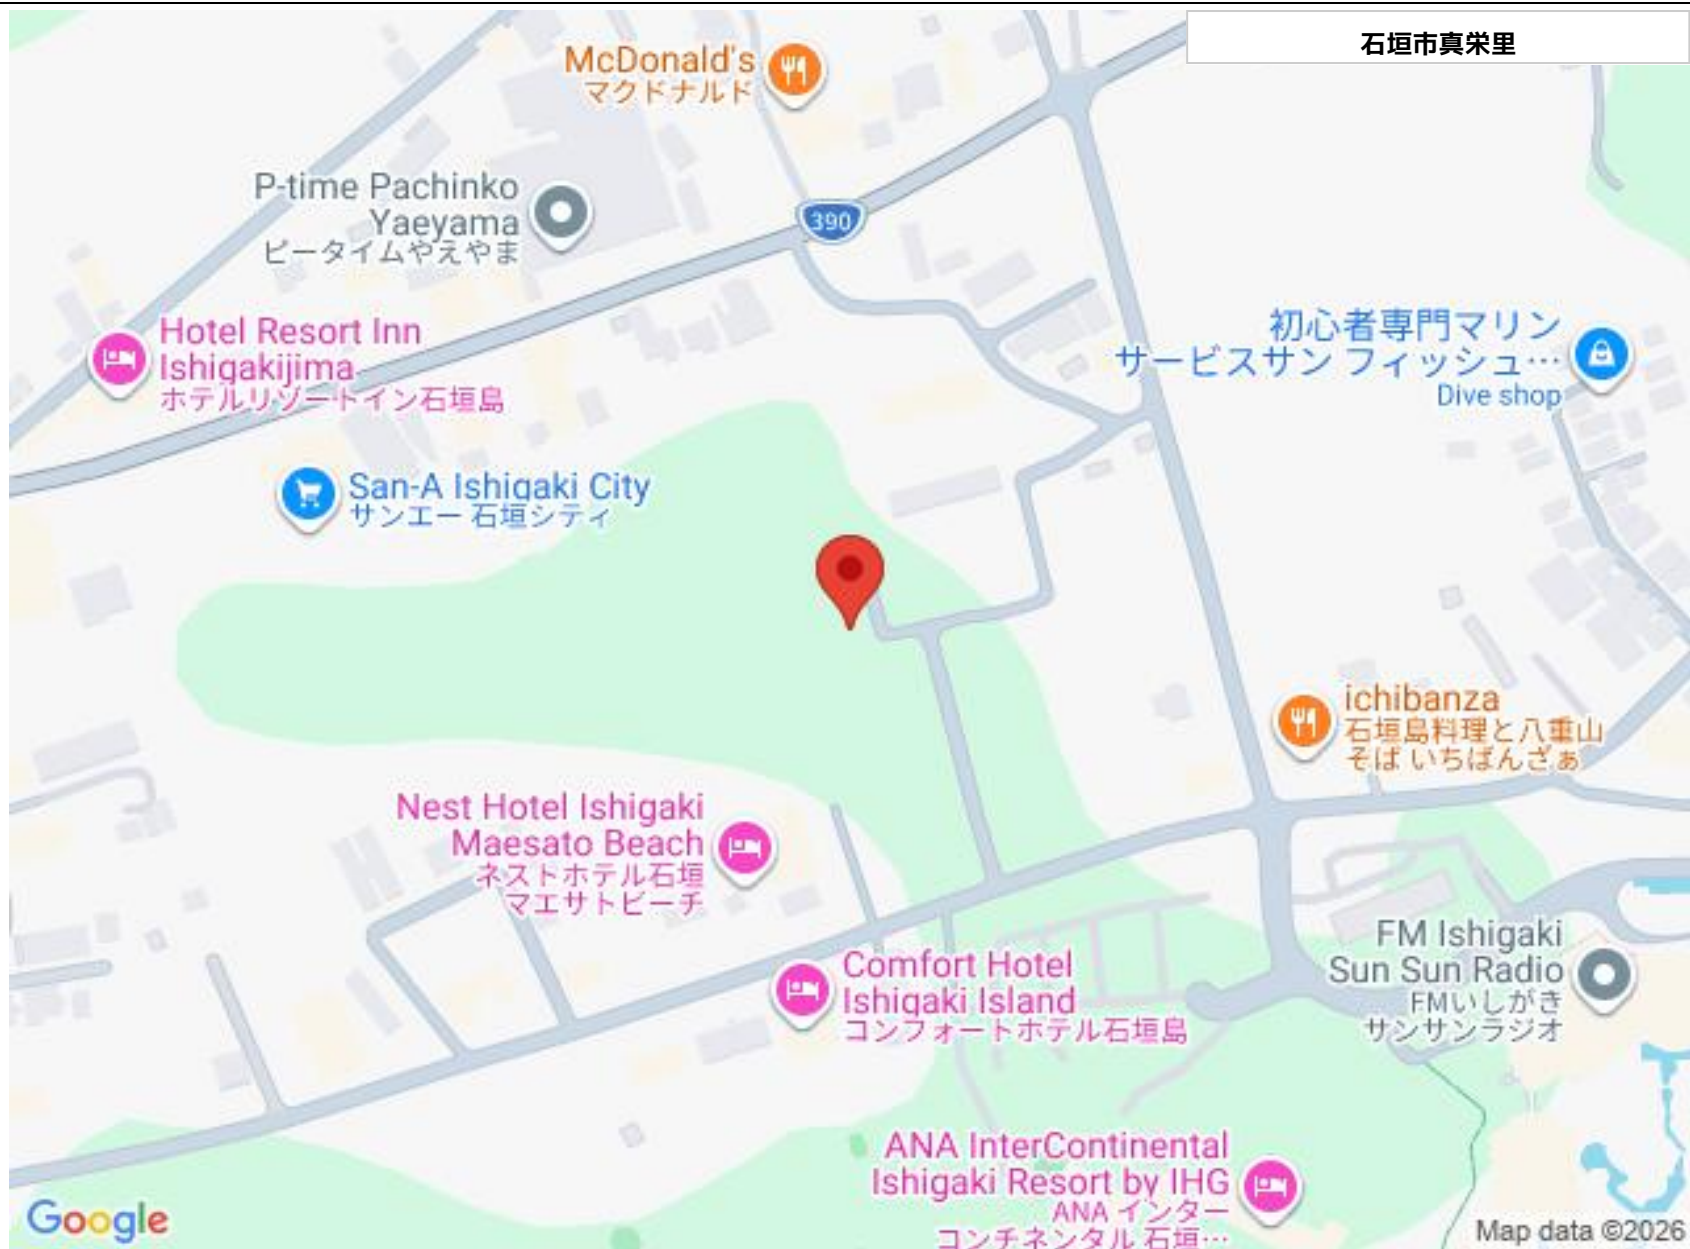 石垣市真栄里
McDonald's
マクドナルド
P-time Pachinko
Yaeyama
ピータイムやえやま
390
Hotel Resort Inn
Ishigakijima
ホテルリゾートイン石垣島
初心者専門マリン
サービスサン フィッシュ…
Dive shop
San-A Ishigaki City
サンエー 石垣シティ
ichibanza
石垣島料理と八重山
そば いちばんざぁ
Nest Hotel Ishigaki
Maesato Beach
ネストホテル石垣
マエサトビーチ
FM Ishigaki
Sun Sun Radio
FMいしがき
サンサンラジオ
Comfort Hotel
Ishigaki Island
コンフォートホテル石垣島
ANA InterContinental
Ishigaki Resort by IHG
ANA インター
コンチネンタル 石垣…
Google
Map data ©2026